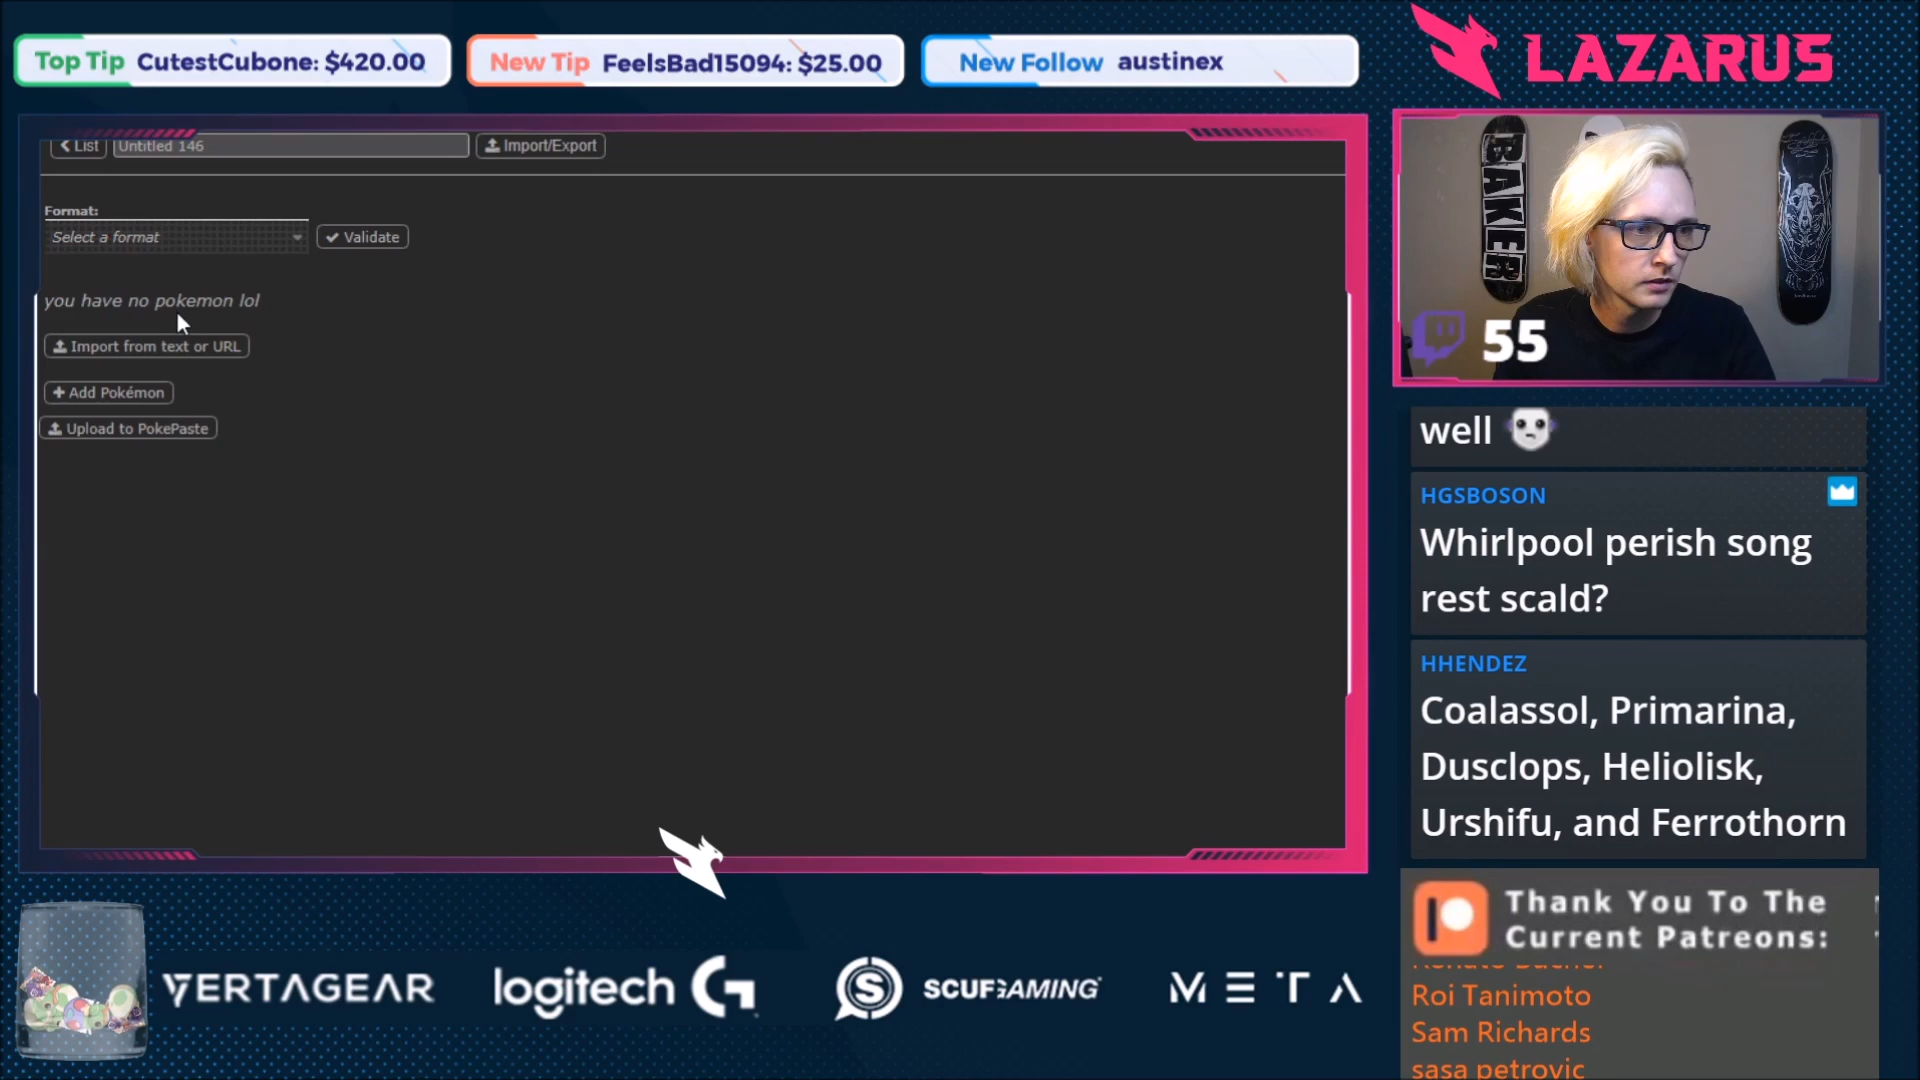 Top Tip CutestCubone: $420.00
New Tip FeelsBad15094: $25.00
New Follow austinex
LAZARUS
List
Untitled 146
Import/Export
Format:
Select a format
Validate
you have no pokemon lol
Import from text or URL
Add Pokémon
Upload to PokePaste
BAKER
55
well
HGSBOSON
Whirlpool perish song
rest scald?
HHENDEZ
Coalassol, Primarina,
Dusclops, Heliolisk,
Urshifu, and Ferrothorn
Thank You To The
Current Patreons:
Roi Tanimoto
Sam Richards
sasa petrovic
VERTAGEAR
logitech G
SCUF GAMING
META